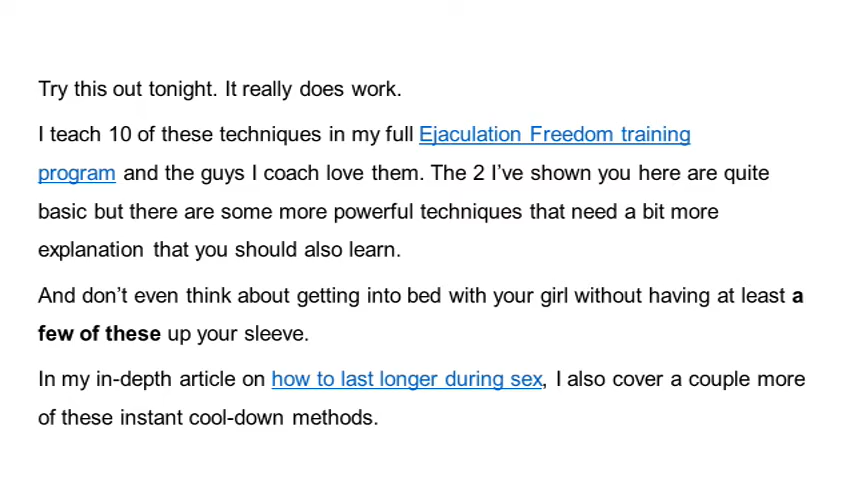 Try this out tonight. It really does work.
I teach 10 of these techniques in my full Ejaculation Freedom training
program and the guys I coach love them. The 2 I’ve shown you here are quite
basic but there are some more powerful techniques that need a bit more
explanation that you should also learn.
And don’t even think about getting into bed with your girl without having at least a
few of these up your sleeve.
In my in-depth article on how to last longer during sex, I also cover a couple more
of these instant cool-down methods.